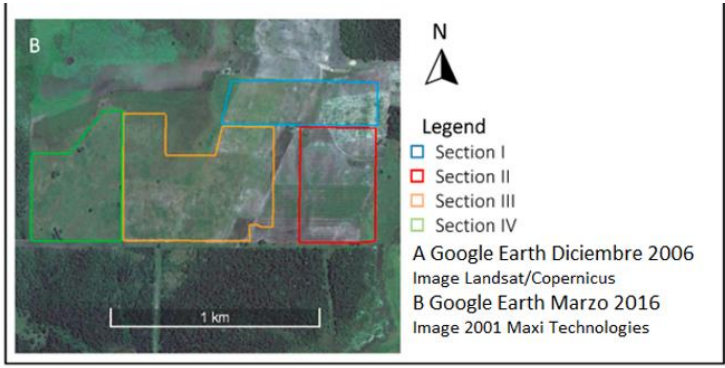 B
N
Legend
Section I
Section II
Section III
Section IV
A Google Earth Diciembre 2006
Image Landsat/Copernicus
B Google Earth Marzo 2016
Image 2001 Maxi Technologies
1 km